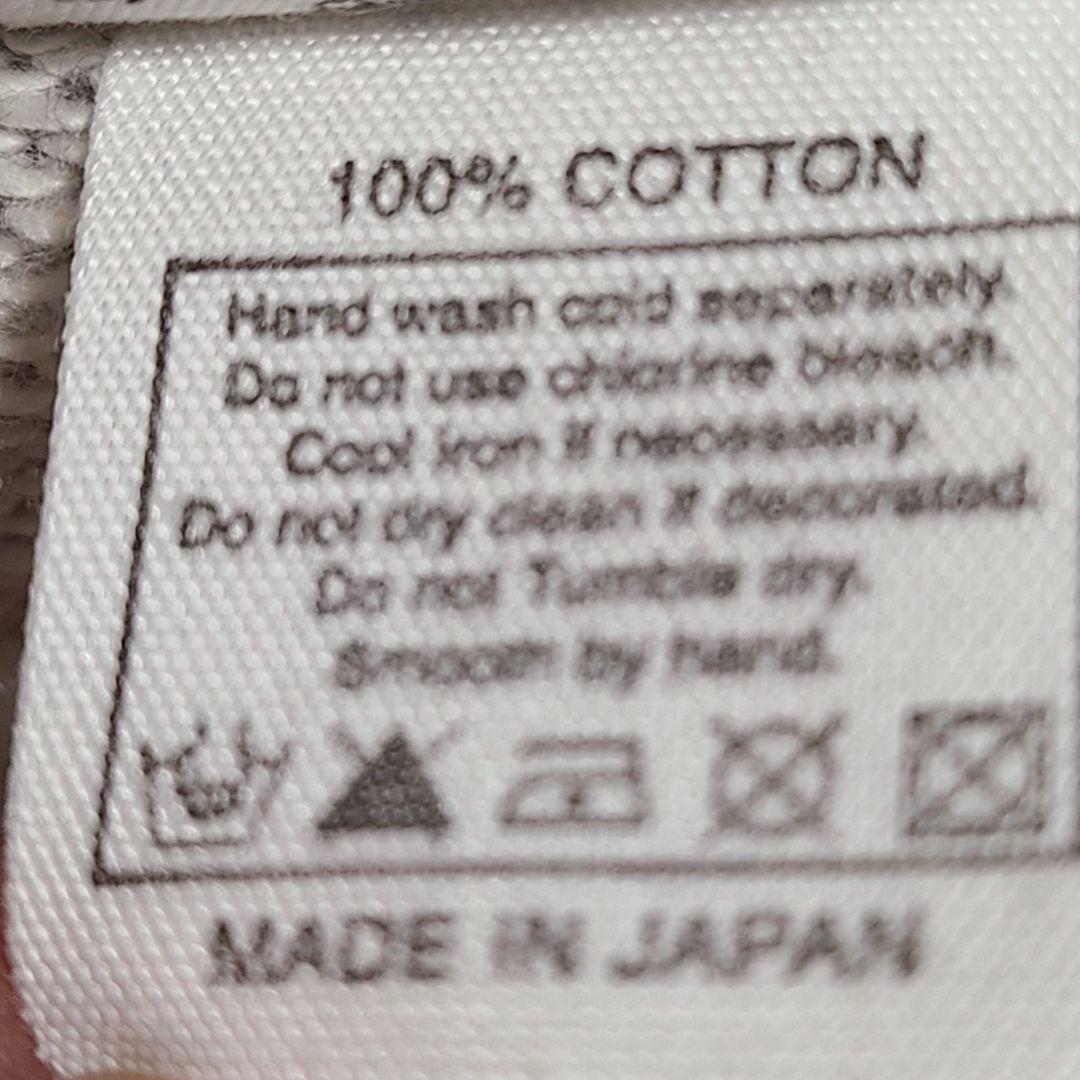 100% COTTON
Hand wash cold separately.
Do not use chlorine bleach.
Cool iron if necessary.
Do not dry clean if decorated.
Do not Tumble dry.
Smooth by hand.
MADE IN JAPAN